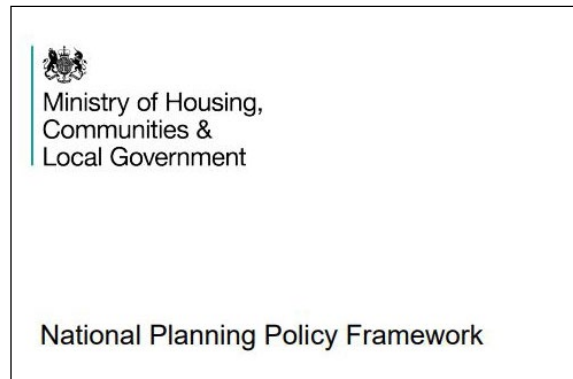 Ministry of Housing,
Communities &
Local Government
National Planning Policy Framework